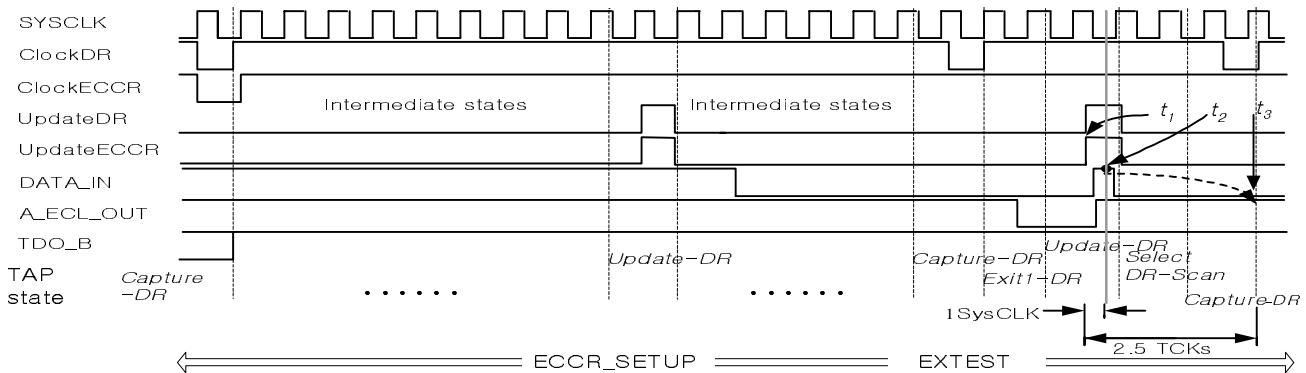 SYSCLK
ClockDR
ClockECCR
Intermediate states
Intermediate states
UpdateDR
t1
t2
t3
UpdateECCR
DATA_IN
A_ECL_OUT
TDO_B
TAP
state
Capture
-DR
......
Update-DR
......
Capture-DR
Exit1-DR
Update-DR
Select
DR-Scan
Capture-DR
1SysCLK
2.5 TCKs
ECCR_SETUP
EXTEST